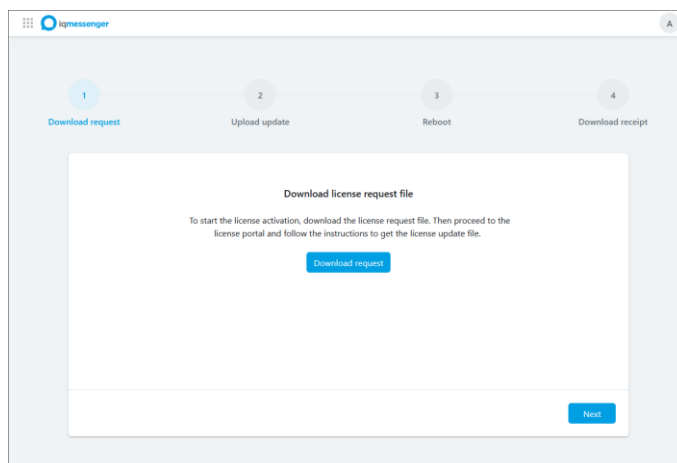 iqmessenger
A
1
2
3
4
Download request
Upload update
Reboot
Download receipt
Download license request file
To start the license activation, download the license request file. Then proceed to the
license portal and follow the instructions to get the license update file.
Download request
Next